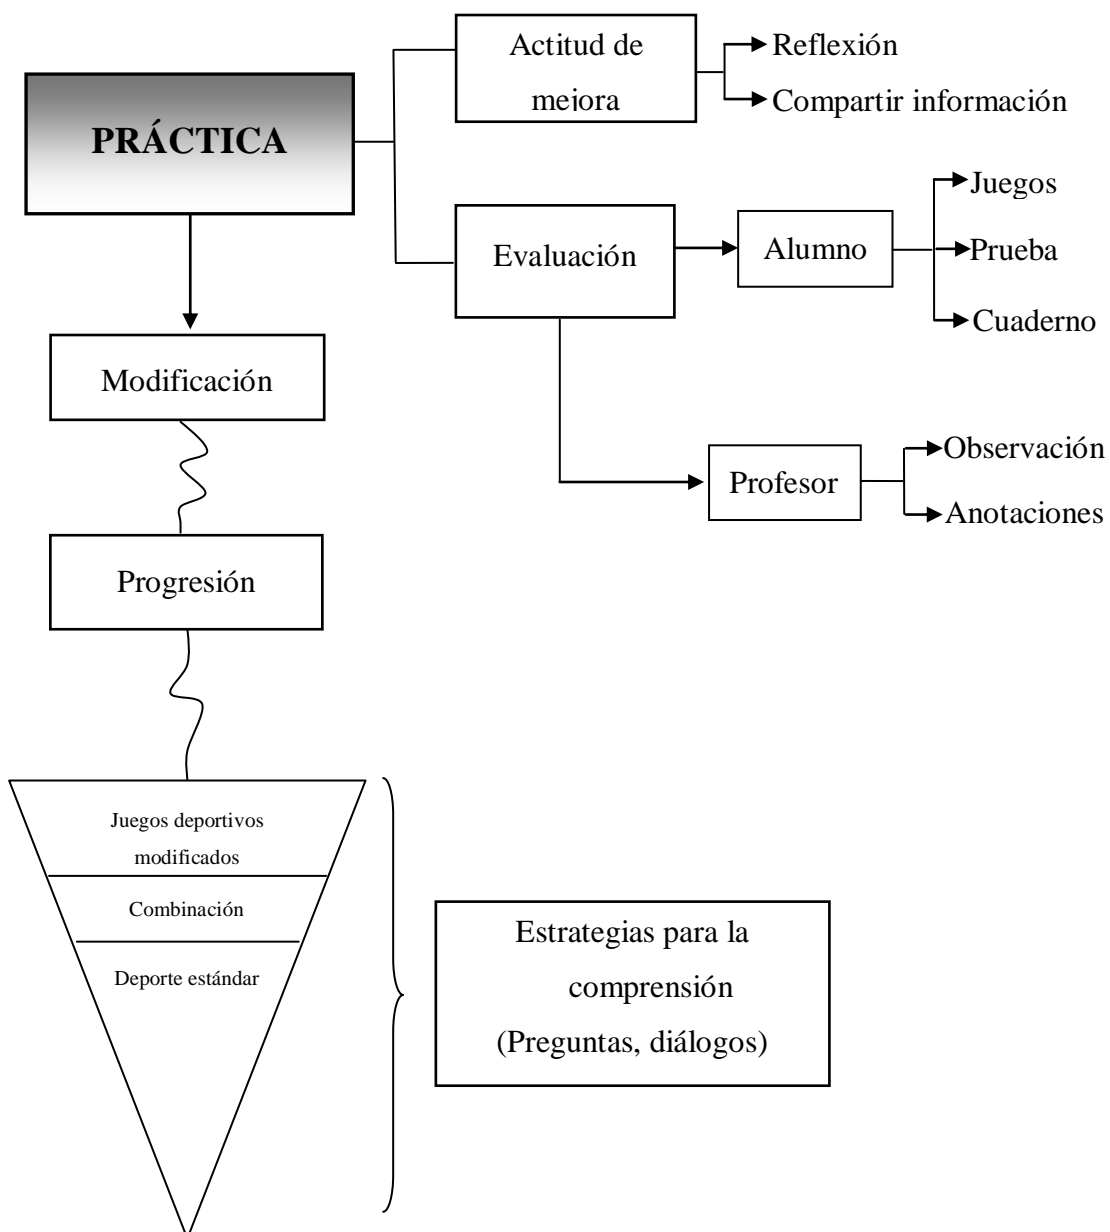 Actitud de
mejora
Reflexión
Compartir información
PRÁCTICA
Evaluación
Alumno
Juegos
Prueba
Cuaderno
Modificación
Profesor
Observación
Anotaciones
Progresión
Juegos deportivos
modificados
Combinación
Deporte estándar
Estrategias para la
comprensión
(Preguntas, diálogos)